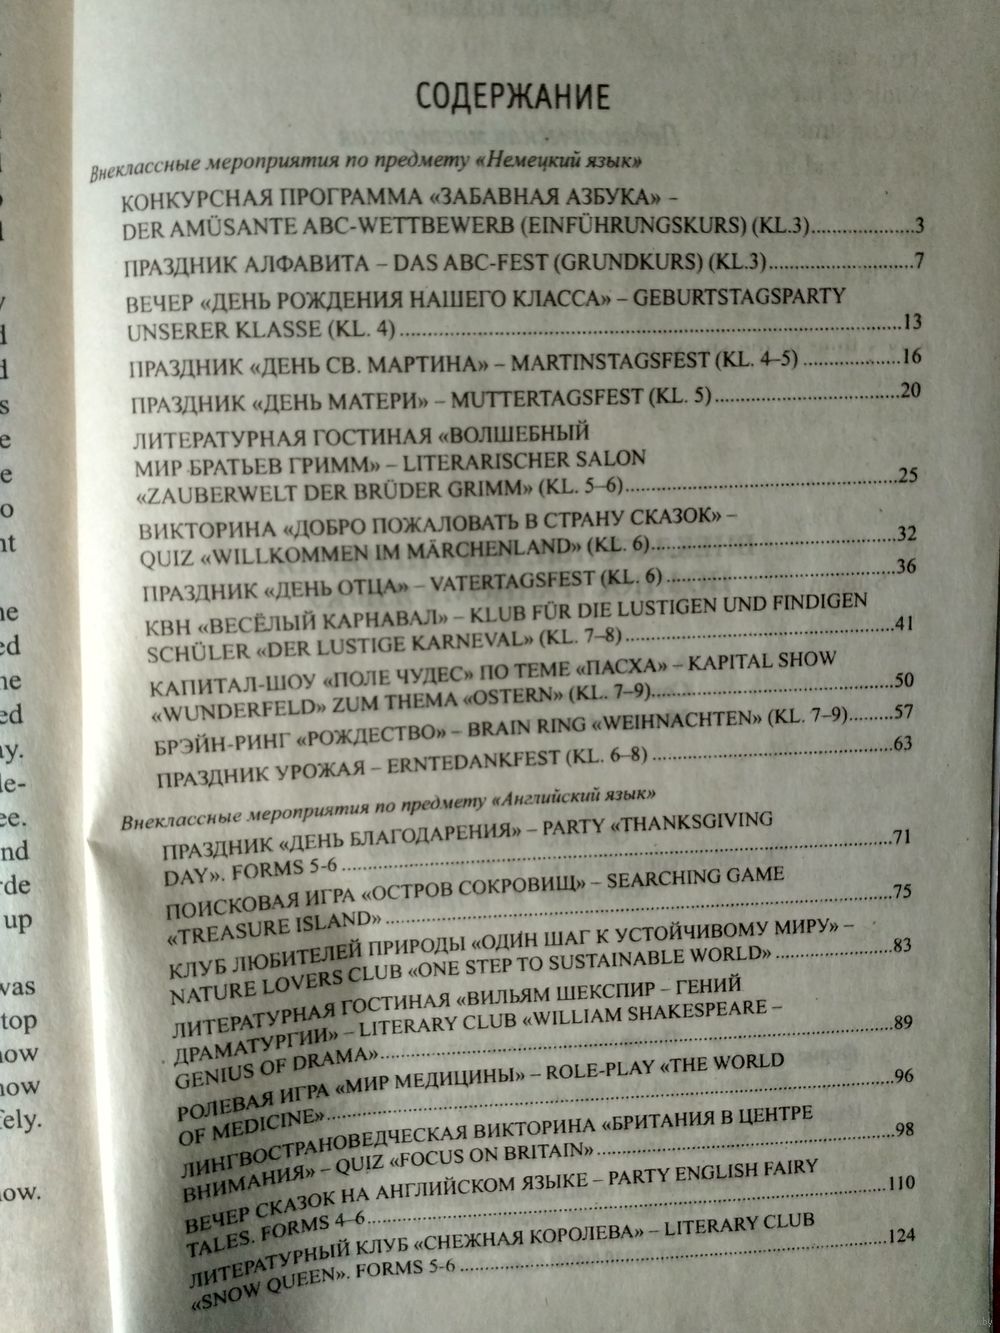 СОДЕРЖАНИЕ
Внеклассные мероприятия по предмету «Немецкий язык»
КОНКУРСНАЯ ПРОГРАММА «ЗАБАВНАЯ АЗБУКА» –
DER AMÜSANTE ABC-WETTBEWERB (EINFÜHRUNGSKURS) (KL.3)....................3
ПРАЗДНИК АЛФАВИТА – DAS ABC-FEST (GRUNDKURS) (KL.3)............................7
ВЕЧЕР «ДЕНЬ РОЖДЕНИЯ НАШЕГО КЛАССА» – GEBURTSTAGSPARTY
UNSERER KLASSE (KL. 4)....................................................................................13
ПРАЗДНИК «ДЕНЬ СВ. МАРТИНА» – MARTINSTAGSFEST (KL. 4–5)..................16
ПРАЗДНИК «ДЕНЬ МАТЕРИ» – MUTTERTAGSFEST (KL. 5)................................20
ЛИТЕРАТУРНАЯ ГОСТИНАЯ «ВОЛШЕБНЫЙ
МИР БРАТЬЕВ ГРИММ» – LITERARISCHER SALON
«ZAUBERWELT DER BRÜDER GRIMM» (KL. 5–6)..............................................25
ВИКТОРИНА «ДОБРО ПОЖАЛОВАТЬ В СТРАНУ СКАЗОК» –
QUIZ «WILLKOMMEN IM MÄRCHENLAND» (KL. 6)..........................................32
ПРАЗДНИК «ДЕНЬ ОТЦА» – VATERTAGSFEST (KL. 6)......................................36
КВН «ВЕСЁЛЫЙ КАРНАВАЛ» – KLUB FÜR DIE LUSTIGEN UND FINDIGEN
SCHÜLER «DER LUSTIGE KARNEVAL» (KL. 7–8)..............................................41
КАПИТАЛ-ШОУ «ПОЛЕ ЧУДЕС» ПО ТЕМЕ «ПАСХА» – KAPITAL SHOW
«WUNDERFELD» ZUM THEMA «OSTERN» (KL. 7–9)..........................................50
БРЭЙН-РИНГ «РОЖДЕСТВО» – BRAIN RING «WEIHNACHTEN» (KL. 7–9)........57
ПРАЗДНИК УРОЖАЯ – ERNTEDANKFEST (KL. 6–8)..........................................63
Внеклассные мероприятия по предмету «Английский язык»
ПРАЗДНИК «ДЕНЬ БЛАГОДАРЕНИЯ» – PARTY «THANKSGIVING
DAY». FORMS 5-6................................................................................................71
ПОИСКОВАЯ ИГРА «ОСТРОВ СОКРОВИЩ» – SEARCHING GAME
«TREASURE ISLAND»........................................................................................75
КЛУБ ЛЮБИТЕЛЕЙ ПРИРОДЫ «ОДИН ШАГ К УСТОЙЧИВОМУ МИРУ» –
NATURE LOVERS CLUB «ONE STEP TO SUSTAINABLE WORLD»......................83
ЛИТЕРАТУРНАЯ ГОСТИНАЯ «ВИЛЬЯМ ШЕКСПИР – ГЕНИЙ
ДРАМАТУРГИИ» – LITERARY CLUB «WILLIAM SHAKESPEARE –
GENIUS OF DRAMA»..........................................................................................89
РОЛЕВАЯ ИГРА «МИР МЕДИЦИНЫ» – ROLE-PLAY «THE WORLD
OF MEDICINE»....................................................................................................96
ЛИНГВОСТРАНОВЕДЧЕСКАЯ ВИКТОРИНА «БРИТАНИЯ В ЦЕНТРЕ
ВНИМАНИЯ» – QUIZ «FOCUS ON BRITAIN»....................................................98
ВЕЧЕР СКАЗОК НА АНГЛИЙСКОМ ЯЗЫКЕ – PARTY ENGLISH FAIRY
TALES. FORMS 4–6............................................................................................110
ЛИТЕРАТУРНЫЙ КЛУБ «СНЕЖНАЯ КОРОЛЕВА» – LITERARY CLUB
«SNOW QUEEN». FORMS 5-6............................................................................124